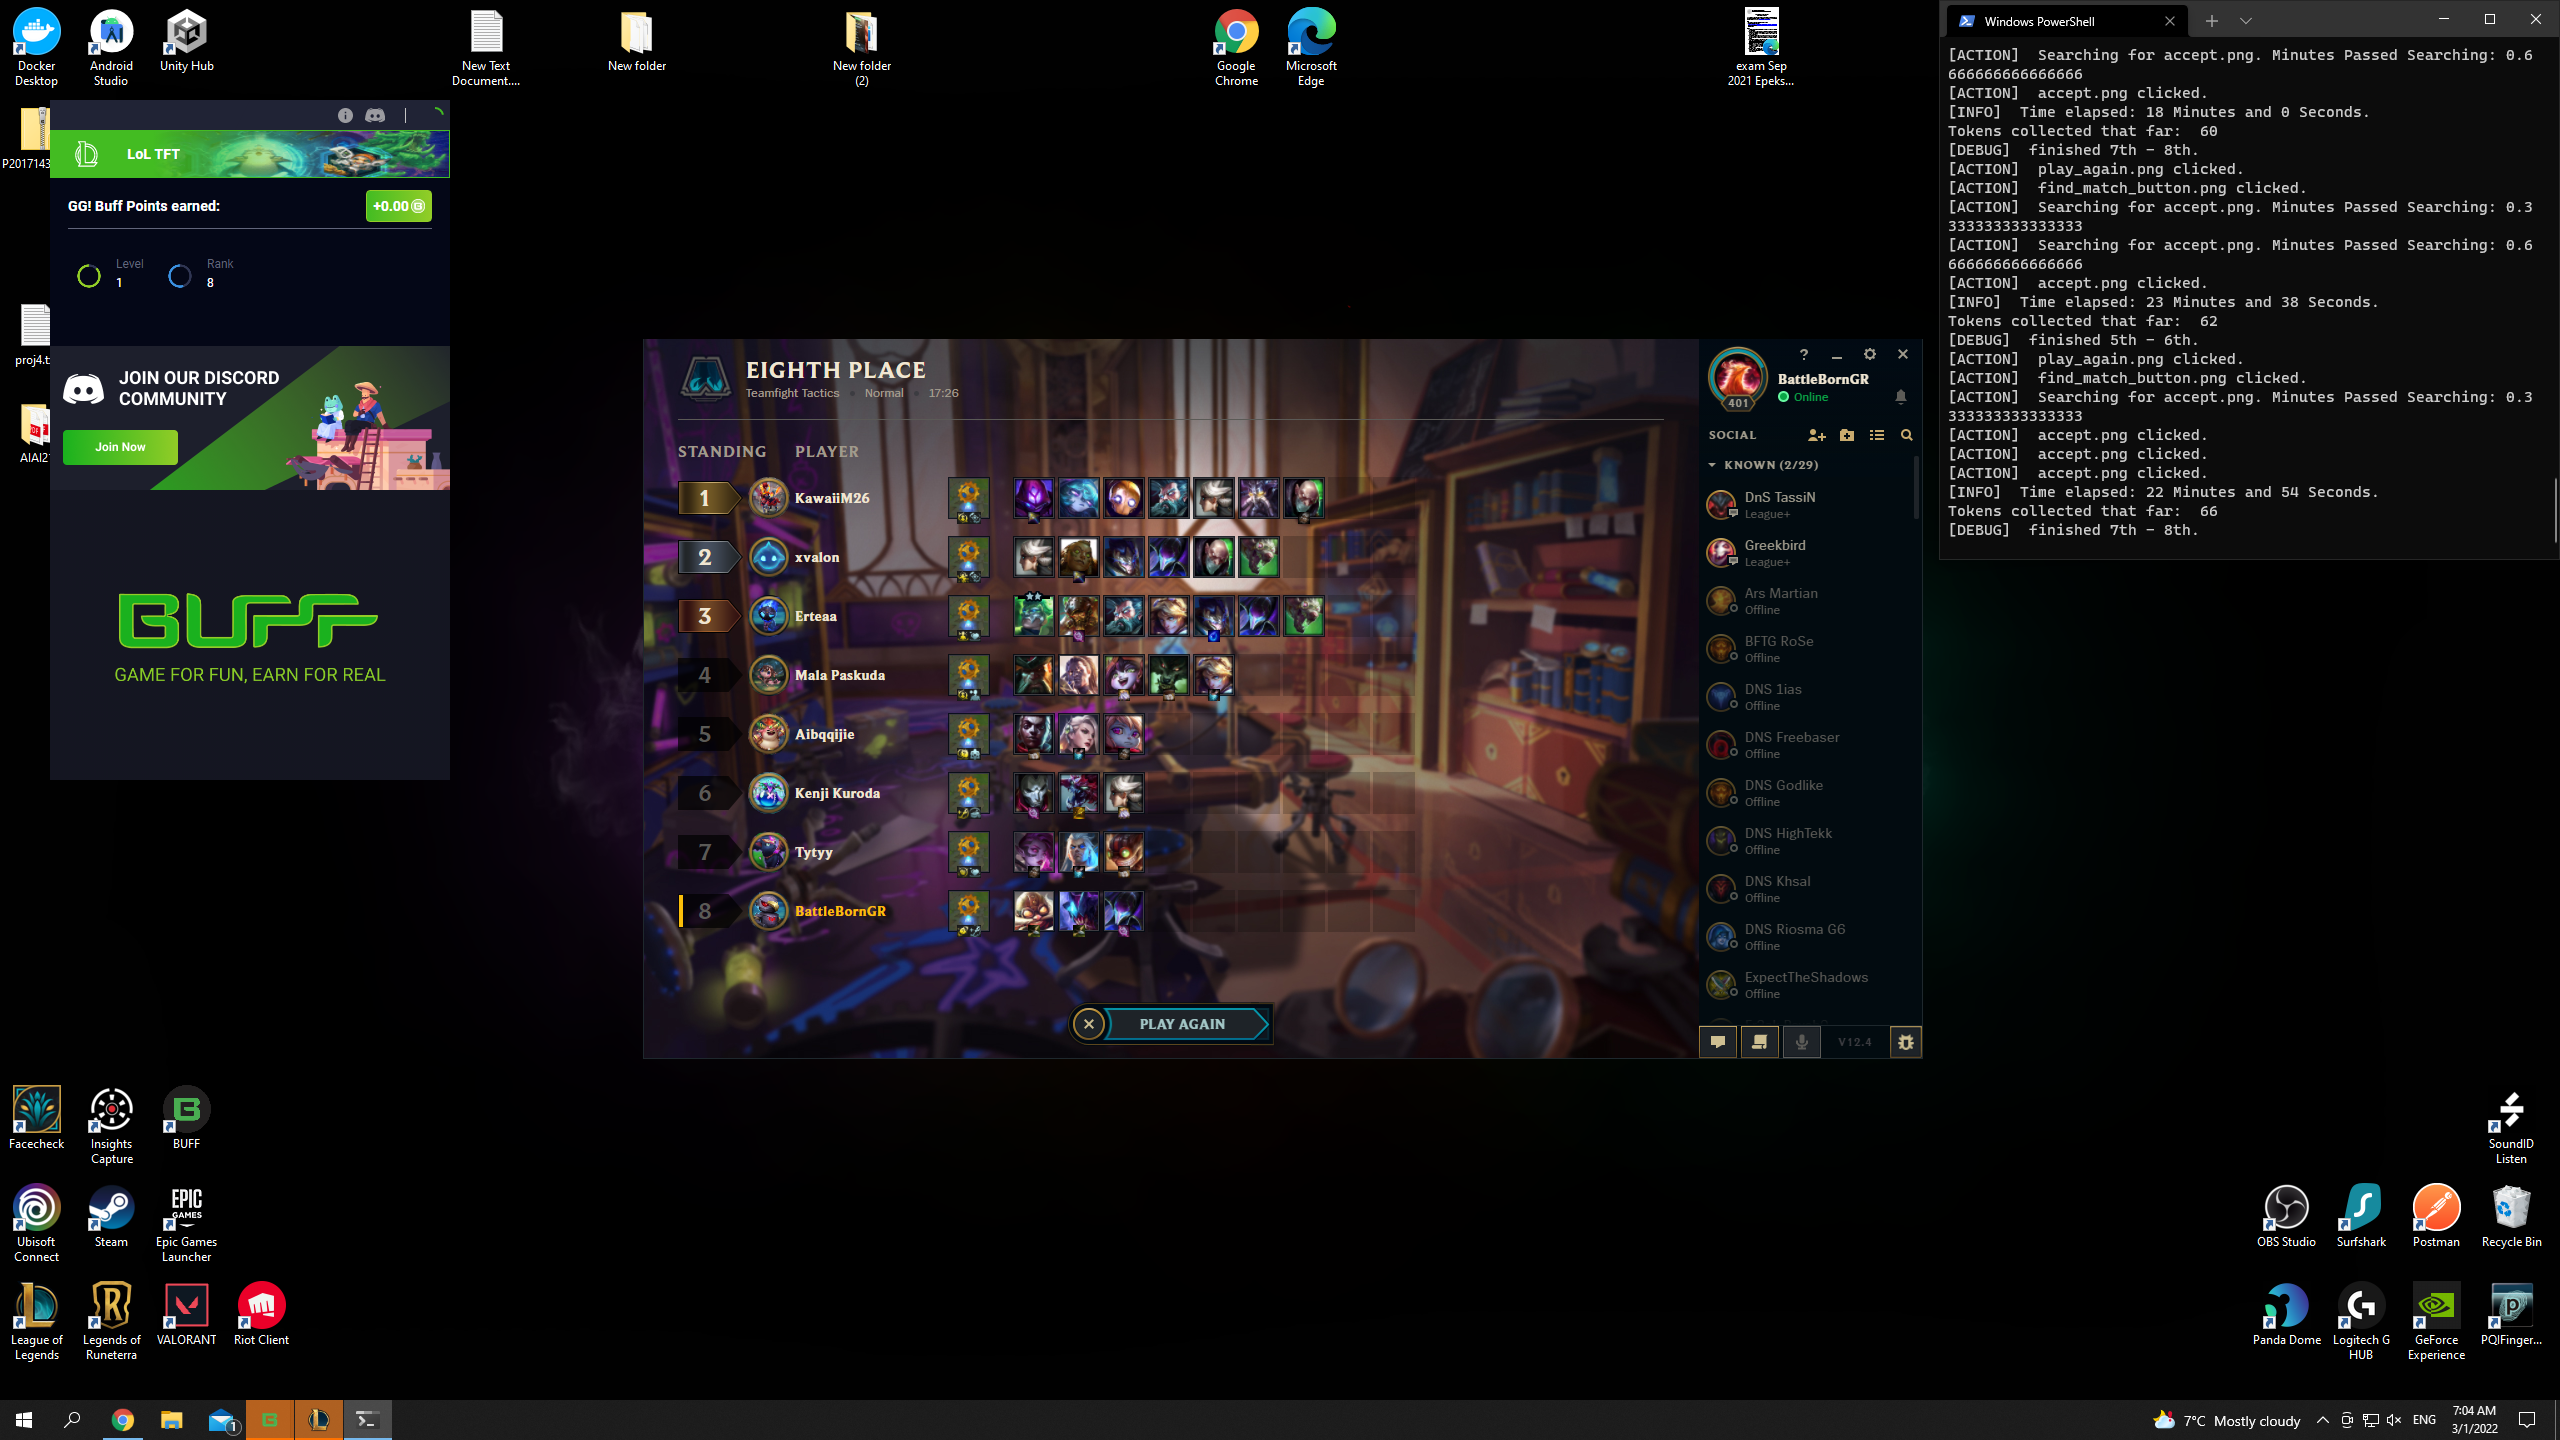 Docker
Desktop
Android
Studio
Unity Hub
New Text
Document....
New folder
New folder
(2)
Google
Chrome
Microsoft
Edge
exam Sep
2021 Epeks...
P2017143
proj4.t
AIAI2
LoL TFT
GG! Buff Points earned:
+0.00
Level
1
Rank
8
JOIN OUR DISCORD
COMMUNITY
Join Now
BUFF
GAME FOR FUN, EARN FOR REAL
EIGHTH PLACE
Teamfight Tactics • Normal • 17:26
STANDING PLAYER
1 KawaiiM26
2 xvalon
3 Erteaa
4 Mala Paskuda
5 Aibqqijie
6 Kenji Kuroda
7 Tytyy
8 BattleBornGR
PLAY AGAIN
BattleBornGR
Online
401
SOCIAL
KNOWN (2/29)
DnS TassiN
League+
Greekbird
League+
Ars Martian
Offline
BFTG RoSe
Offline
DNS 1ias
Offline
DNS Freebaser
Offline
DNS Godlike
Offline
DNS HighTekk
Offline
DNS Khsal
Offline
DNS Riosma G6
Offline
ExpectTheShadows
Offline
V12.4
Windows PowerShell
[ACTION]  Searching for accept.png. Minutes Passed Searching: 0.6
666666666666666
[ACTION]  accept.png clicked.
[INFO]  Time elapsed: 18 Minutes and 0 Seconds.
Tokens collected that far:  60
[DEBUG]  finished 7th - 8th.
[ACTION]  play_again.png clicked.
[ACTION]  find_match_button.png clicked.
[ACTION]  Searching for accept.png. Minutes Passed Searching: 0.3
333333333333333
[ACTION]  Searching for accept.png. Minutes Passed Searching: 0.6
666666666666666
[ACTION]  accept.png clicked.
[INFO]  Time elapsed: 23 Minutes and 38 Seconds.
Tokens collected that far:  62
[DEBUG]  finished 5th - 6th.
[ACTION]  play_again.png clicked.
[ACTION]  find_match_button.png clicked.
[ACTION]  Searching for accept.png. Minutes Passed Searching: 0.3
333333333333333
[ACTION]  accept.png clicked.
[ACTION]  accept.png clicked.
[ACTION]  accept.png clicked.
[INFO]  Time elapsed: 22 Minutes and 54 Seconds.
Tokens collected that far:  66
[DEBUG]  finished 7th - 8th.
Facecheck
Insights
Capture
BUFF
Ubisoft
Connect
Steam
EPIC
GAMES
Epic Games
Launcher
League of
Legends
Legends of
Runeterra
VALORANT
Riot Client
SoundID
Listen
OBS Studio
Surfshark
Postman
Recycle Bin
Panda Dome
Logitech G
HUB
GeForce
Experience
PQIFinger...
1
7°C Mostly cloudy
ENG
7:04 AM
3/1/2022